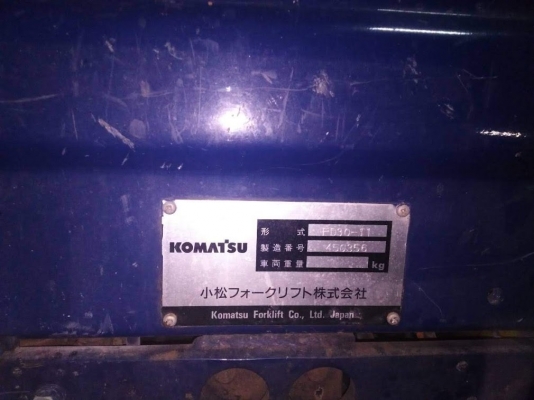 KOMATSU
形式 FD30-11
製造番号 450356
車両重量 kg
小松フォークリフト株式会社
Komatsu Forklift Co., Ltd. Japan.